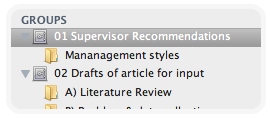 GROUPS
01 Supervisor Recommendations
Mananagement styles
02 Drafts of article for input
A) Literature Review